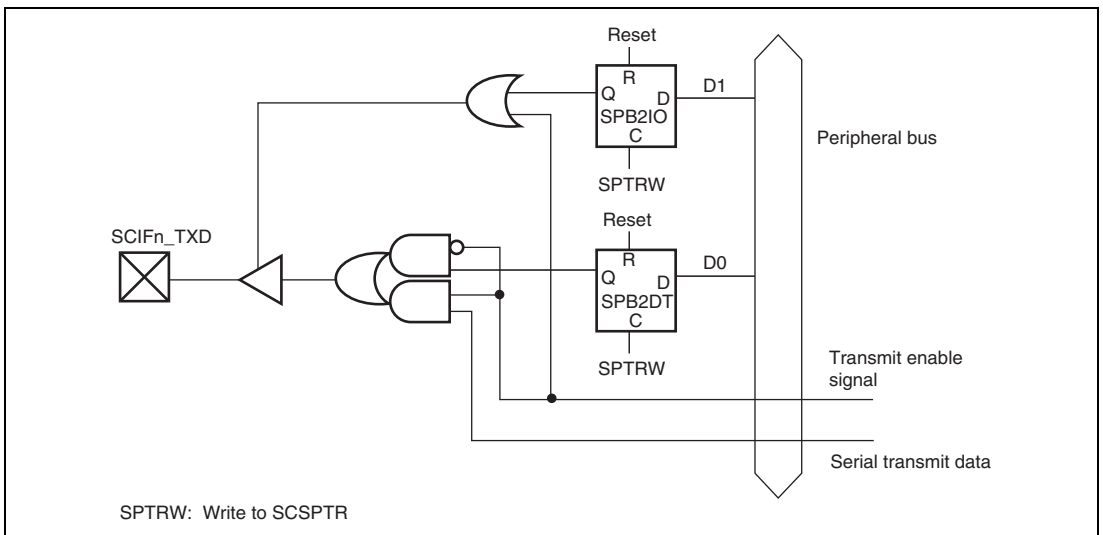 Reset
R
Q
D
D1
SPB2IO
C
Peripheral bus
SPTRW
Reset
SCIFn_TXD
R
Q
D
D0
SPB2DT
C
SPTRW
Transmit enable
signal
Serial transmit data
SPTRW: Write to SCSPTR